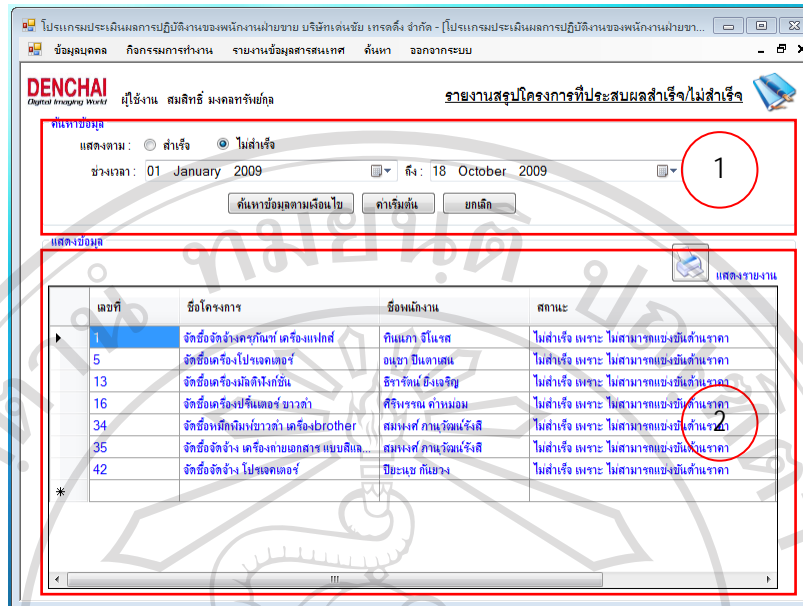 โปรแกรมประเมินผลการปฏิบัติงานของพนักงานฝ่ายขาย บริษัทเด่นชัย เทรดดิ้ง จำกัด - [โปรแกรมประเมินผลการปฏิบัติงานของพนักงานฝ่ายขา...
ข้อมูลบุคคล กิจกรรมการทำงาน รายงานข้อมูลสารสนเทศ ค้นหา ออกจากระบบ
DENCHAI
Digital Imaging World
ผู้ใช้งาน สมสิทธิ์ มงคลทรัพย์กุล
รายงานสรุปโครงการที่ประสบผลสำเร็จ/ไม่สำเร็จ
ค้นหาข้อมูล
แสดงตาม : สำเร็จ ไม่สำเร็จ
ช่วงเวลา : 01 January 2009 ถึง : 18 October 2009
1
ค้นหาข้อมูลตามเงื่อนไข ค่าเริ่มต้น ยกเลิก
แสดงข้อมูล
แสดงรายงาน
เลขที่ ชื่อโครงการ ชื่อพนักงาน สถานะ
1 จัดซื้อจัดจ้างครุภัณฑ์ เครื่องแฟกส์ ทินแภา จิโนรส ไม่สำเร็จ เพราะ ไม่สามารถแข่งขันด้านราคา
5 จัดซื้อเครื่องโปรเจคเตอร์ อนุชา ปินตาเสน ไม่สำเร็จ เพราะ ไม่สามารถแข่งขันด้านราคา
13 จัดซื้อเครื่องมัลติฟังก์ชั่น ธิรารัตน์ ยิ่งเจริญ ไม่สำเร็จ เพราะ ไม่สามารถแข่งขันด้านราคา
16 จัดซื้อเครื่องปริ้นเตอร์ ขาวดำ ศิริพรรณ คำหม่อม ไม่สำเร็จ เพราะ ไม่สามารถแข่งขันด้านราคา
34 จัดซื้อหมึกพิมพ์ขาวดำ เครื่องbrother สมพงศ์ ภานุวัฒน์รังสี ไม่สำเร็จ เพราะ ไม่สามารถแข่งขันด้านราคา
2
35 จัดซื้อจัดจ้าง เครื่องถ่ายเอกสาร แบบสีแล... สมพงศ์ ภานุวัฒน์รังสี ไม่สำเร็จ เพราะ ไม่สามารถแข่งขันด้านราคา
42 จัดซื้อจัดจ้าง โปรเจคเตอร์ ปิยะนุช กันยวง ไม่สำเร็จ เพราะ ไม่สามารถแข่งขันด้านราคา